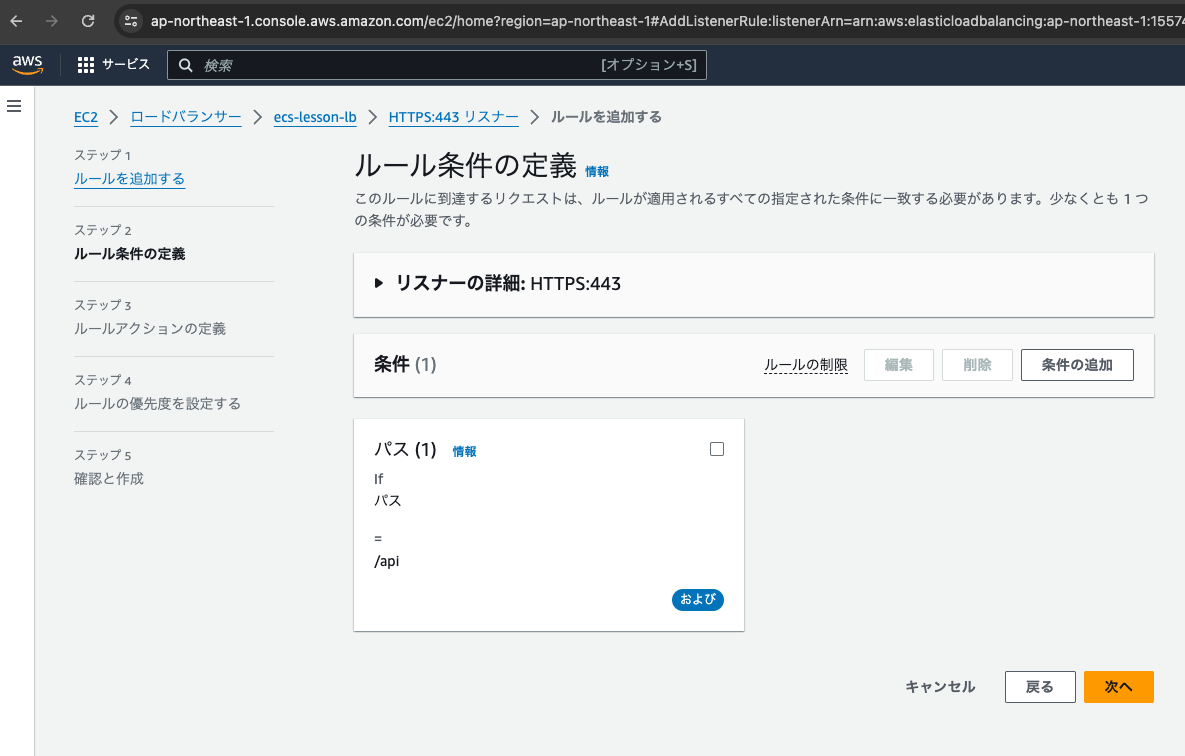 ap-northeast-1.console.aws.amazon.com/ec2/home?region=ap-northeast-1#AddListenerRule:listenerArn=arn:aws:elasticloadbalancing:ap-northeast-1:15574
aws
サービス
検索
[オプション+S]
EC2 > ロードバランサー > ecs-lesson-lb > HTTPS:443 リスナー > ルールを追加する
ステップ 1
ルールを追加する
ステップ 2
ルール条件の定義
ステップ 3
ルールアクションの定義
ステップ 4
ルールの優先度を設定する
ステップ 5
確認と作成
ルール条件の定義 情報
このルールに到達するリクエストは、ルールが適用されるすべての指定された条件に一致する必要があります。少なくとも 1 つ
の条件が必要です。
リスナーの詳細: HTTPS:443
条件 (1)
ルールの制限
編集
削除
条件の追加
パス (1) 情報
If
パス
=
/api
および
キャンセル
戻る
次へ